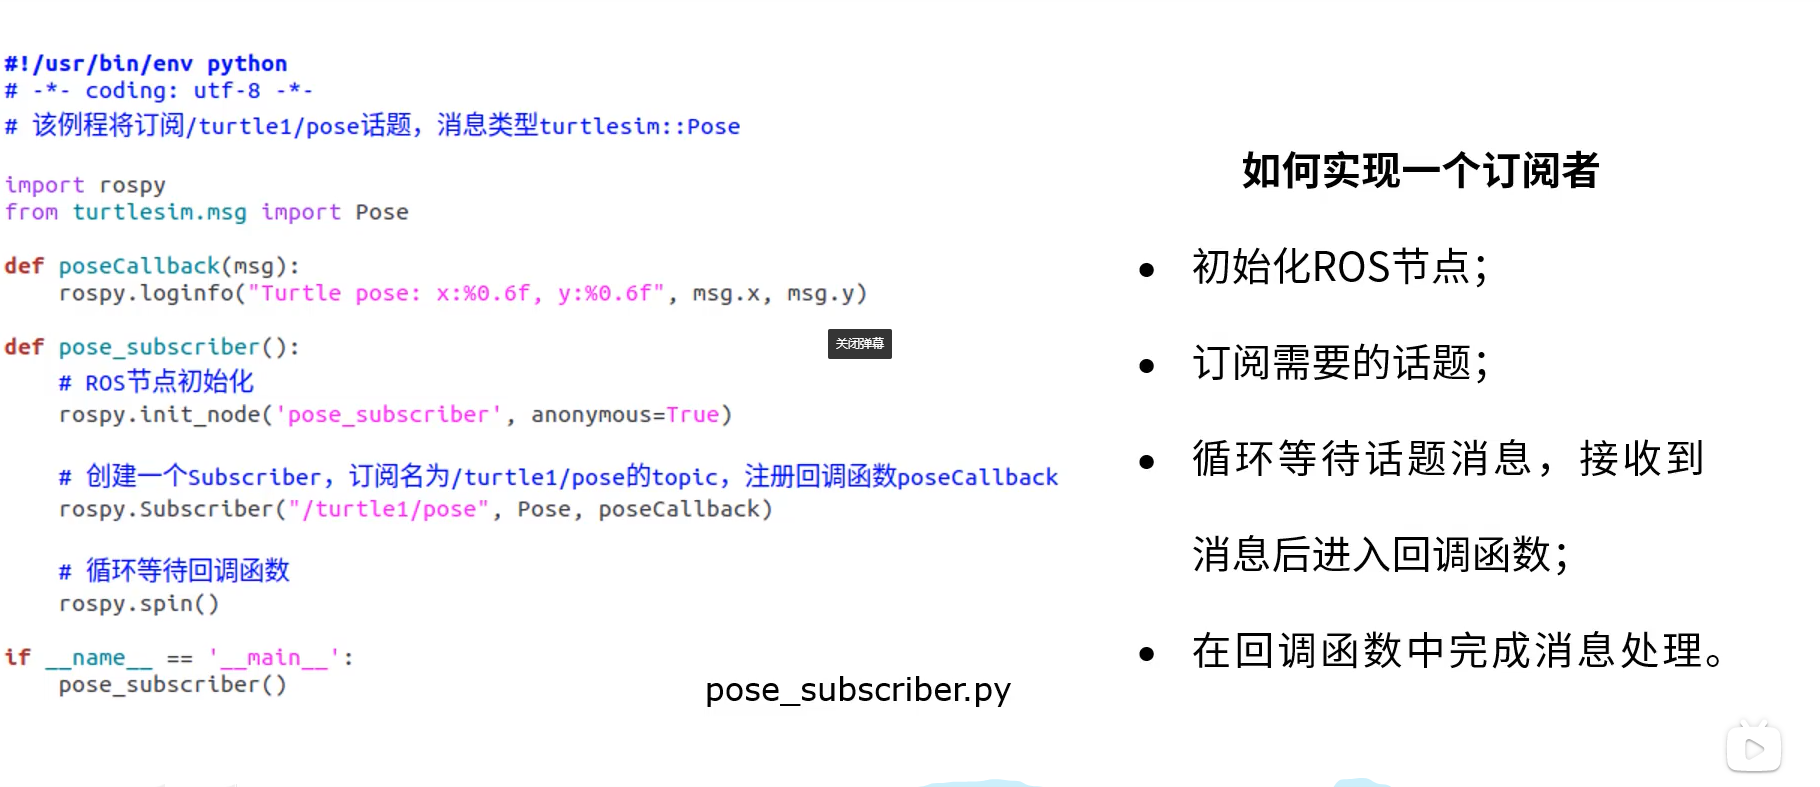 #!/usr/bin/env python
# -*- coding: utf-8 -*-
# 该例程将订阅/turtle1/pose话题，消息类型turtlesim::Pose
import rospy
from turtlesim.msg import Pose
def poseCallback(msg):
    rospy.loginfo("Turtle pose: x:%0.6f, y:%0.6f", msg.x, msg.y)
def pose_subscriber():
    # ROS节点初始化
    rospy.init_node('pose_subscriber', anonymous=True)
    # 创建一个Subscriber，订阅名为/turtle1/pose的topic，注册回调函数poseCallback
    rospy.Subscriber("/turtle1/pose", Pose, poseCallback)
    # 循环等待回调函数
    rospy.spin()
if __name__ == '__main__':
    pose_subscriber()
pose_subscriber.py
关闭弹幕
如何实现一个订阅者
• 初始化ROS节点；
• 订阅需要的话题；
• 循环等待话题消息，接收到
消息后进入回调函数；
• 在回调函数中完成消息处理。